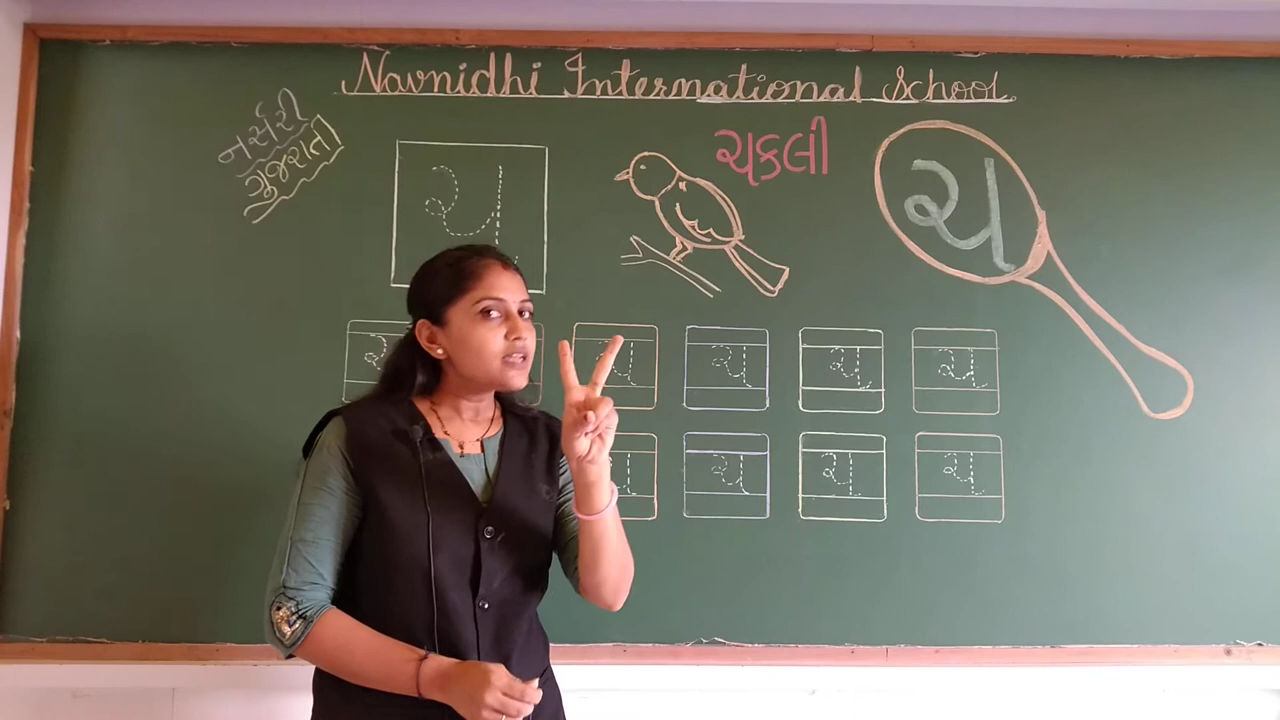 Navnidhi International School
નર્સરી
ગુજરાતી
ચકલી
ચ
ચ
ચ ચ ચ ચ ચ
ચ ચ ચ ચ